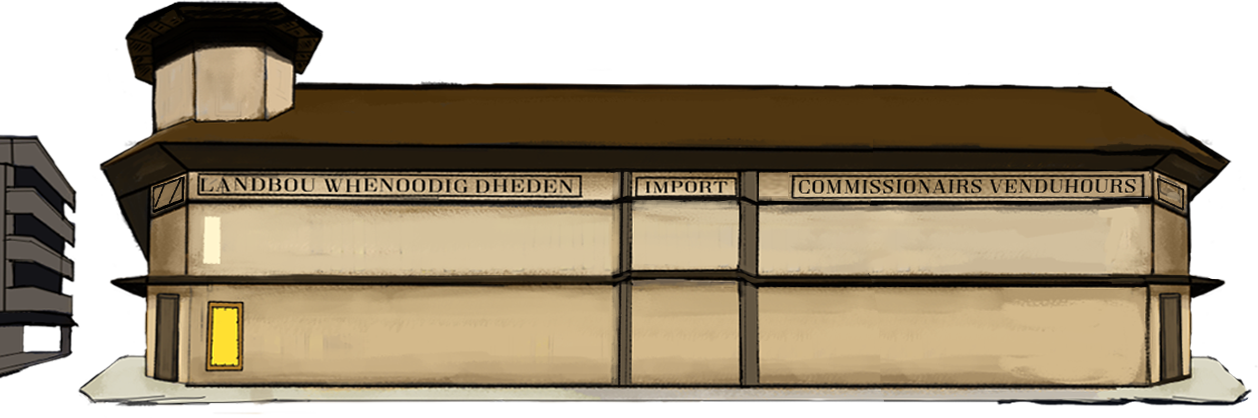 LANDBOU WHENOODIG DHEDEN
IMPORT
COMMISSIONAIRS VENDUHOURS